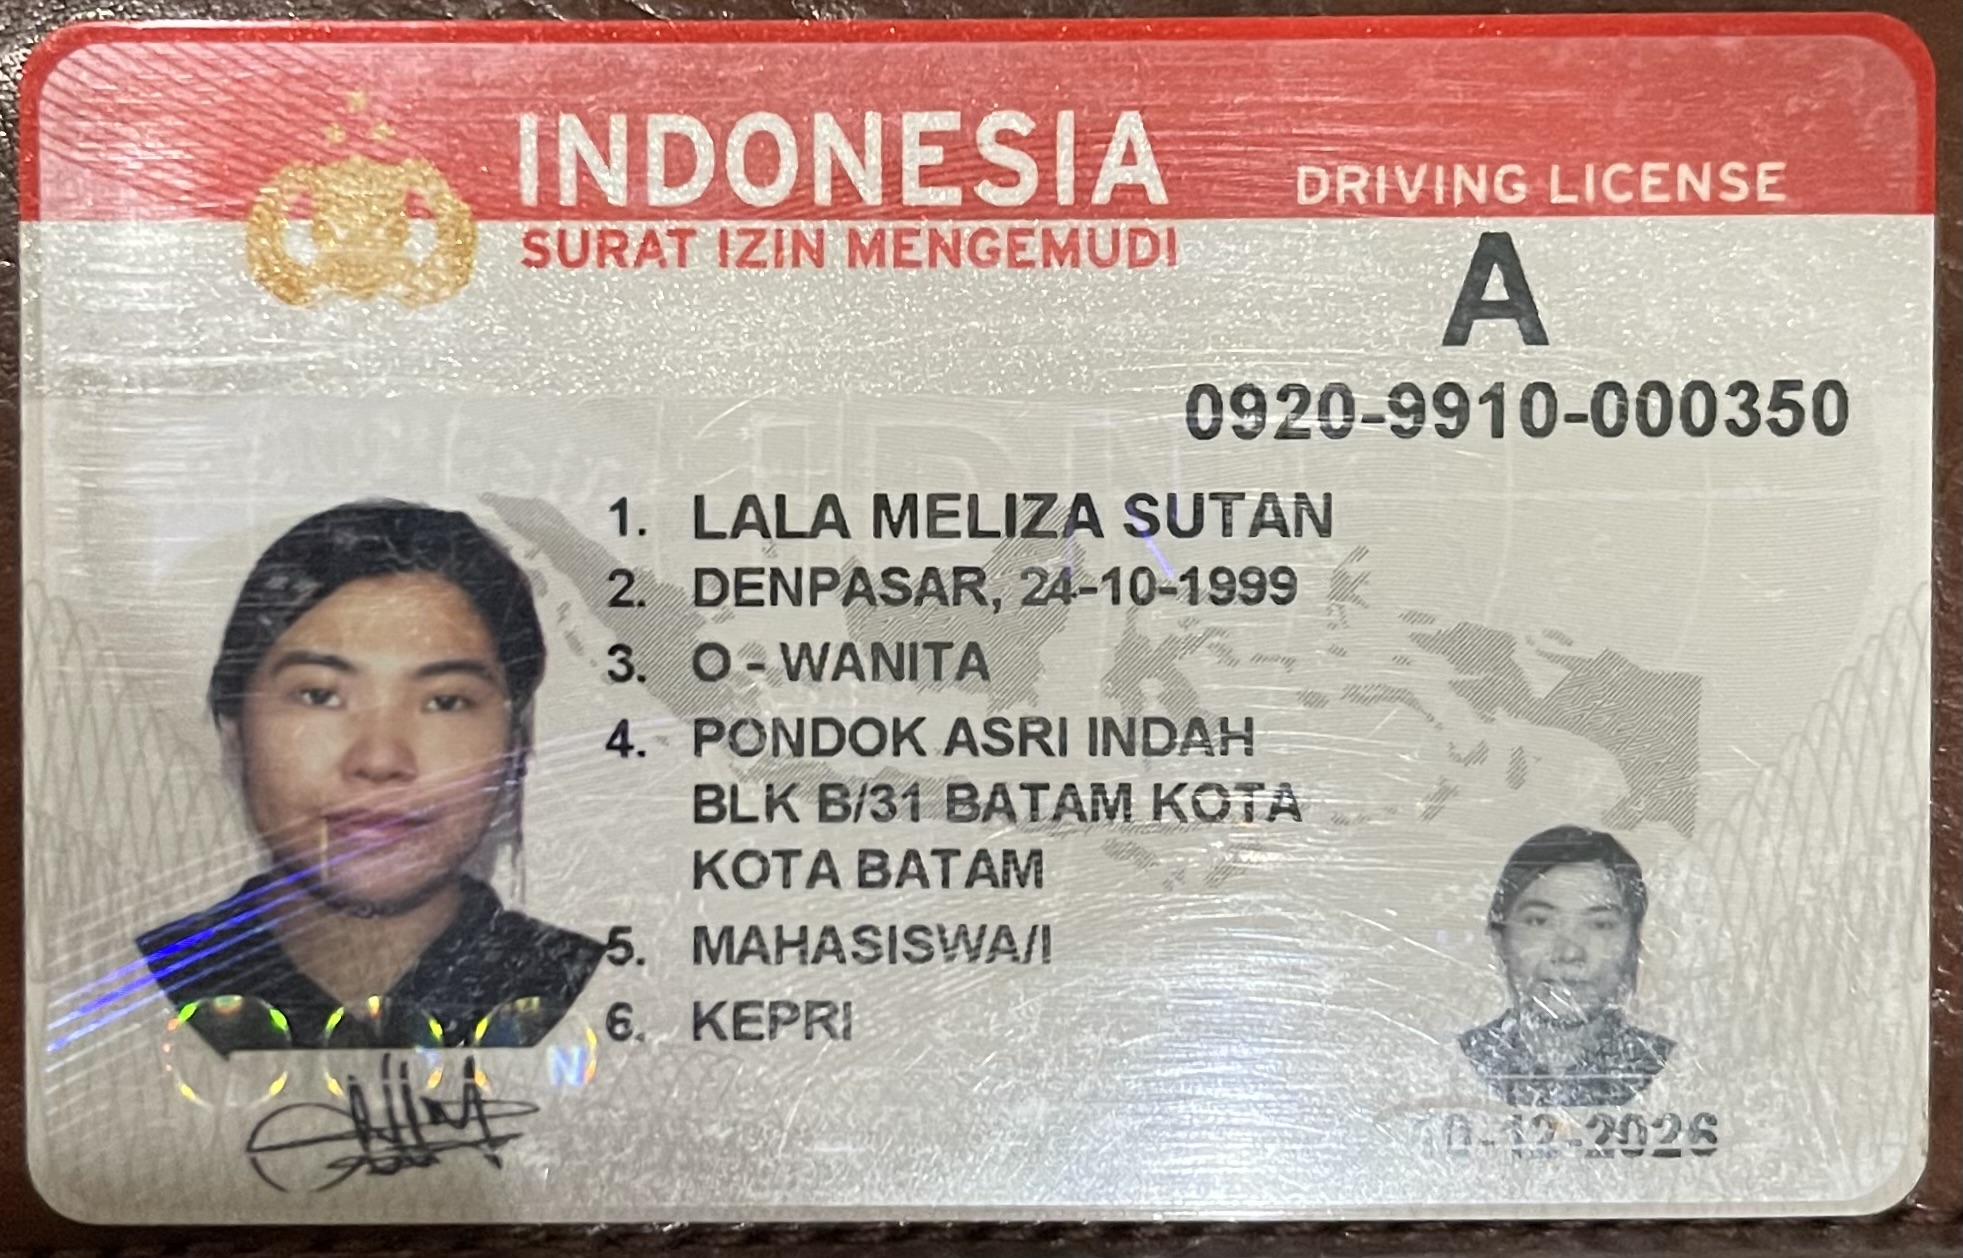 INDONESIA
DRIVING LICENSE
SURAT IZIN MENGEMUDI
A
0920-9910-000350
1. LALA MELIZA SUTAN
2. DENPASAR, 24-10-1999
3. O - WANITA
4. PONDOK ASRI INDAH
BLK B/31 BATAM KOTA
KOTA BATAM
5. MAHASISWA/I
6. KEPRI
10-12-2026